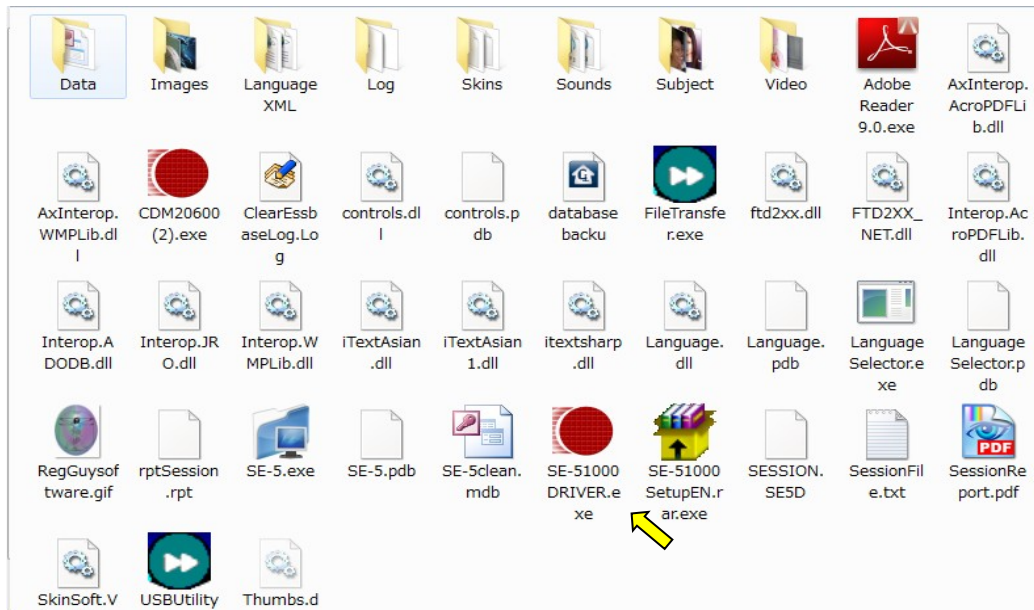 Data Images Language Log Skins Sounds Subject Video Adobe AxInterop.
XML Reader AcroPDFLi
9.0.exe b.dll
AxInterop. CDM20600 ClearEssb controls.dl controls.p database FileTransfe ftd2xx.dll FTD2XX_ Interop.Ac
WMPLib.dl (2).exe aseLog.Lo l db backu r.exe NET.dll roPDFLib.
l g dll
Interop.A Interop.JR Interop.W iTextAsian iTextAsian itextsharp Language. Language. Language Language
DODB.dll O.dll MPLib.dll .dll 1.dll .dll dll pdb Selector.e Selector.p
xe db
RegGuysof rptSession SE-5.exe SE-5.pdb SE-5clean. SE-51000 SE-51000 SESSION. SessionFil SessionRe
tware.gif .rpt mdb DRIVER.e SetupEN.r SE5D e.txt port.pdf
xe ar.exe
PDF
SkinSoft.V USBUtility Thumbs.d